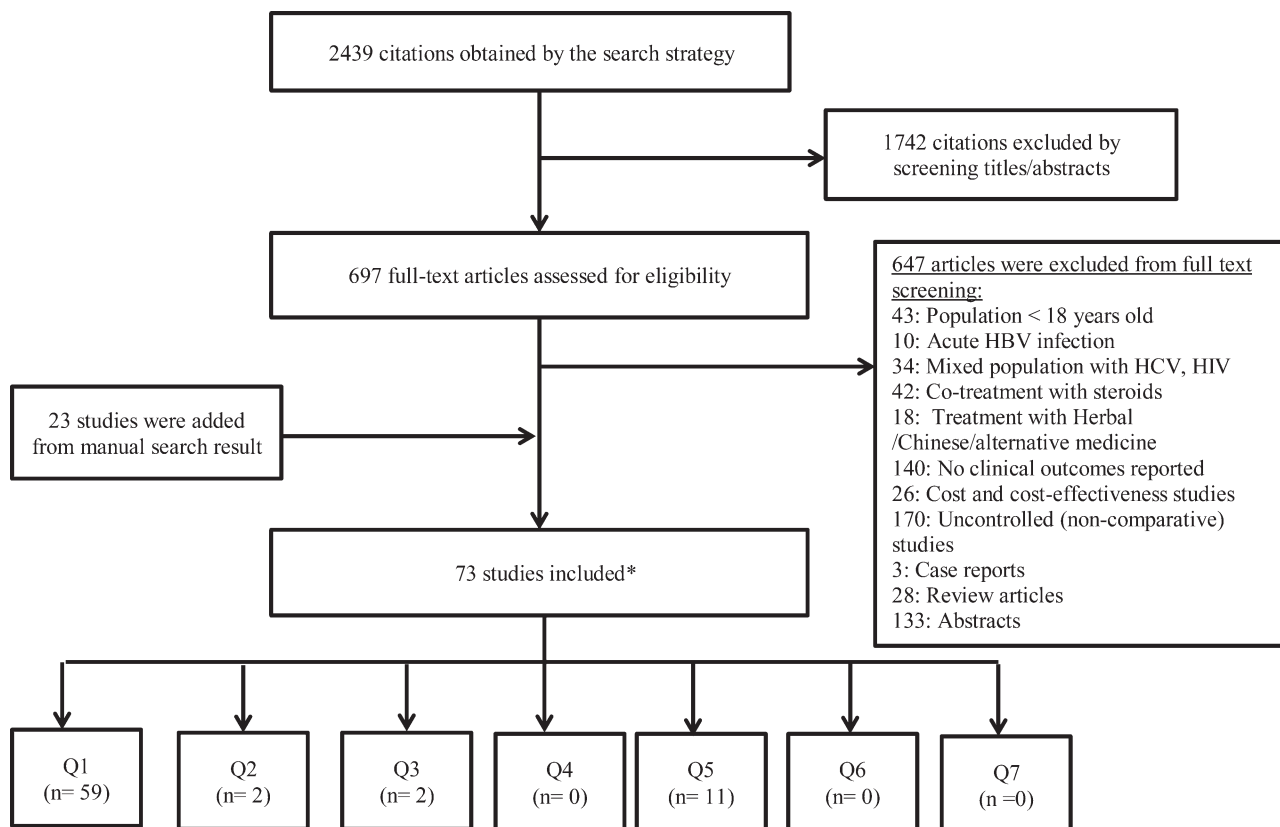 2439 citations obtained by the search strategy
1742 citations excluded by
screening titles/abstracts
697 full-text articles assessed for eligibility
647 articles were excluded from full text
screening:
43: Population < 18 years old
10: Acute HBV infection
34: Mixed population with HCV, HIV
42: Co-treatment with steroids
18:  Treatment with Herbal
/Chinese/alternative medicine
140: No clinical outcomes reported
26: Cost and cost-effectiveness studies
170: Uncontrolled (non-comparative)
studies
3: Case reports
28: Review articles
133: Abstracts
23 studies were added
from manual search result
73 studies included*
Q1
(n= 59)
Q2
(n= 2)
Q3
(n= 2)
Q4
(n= 0)
Q5
(n= 11)
Q6
(n= 0)
Q7
(n =0)